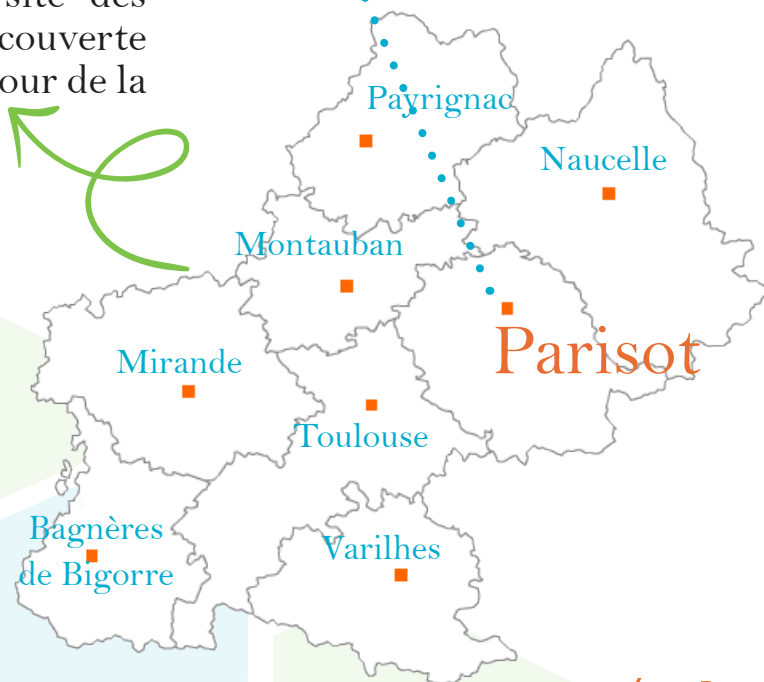 couverte
our de la
Payrignac
Naucelle
Montauban
Parisot
Mirande
Toulouse
Bagnères
de Bigorre
Varilhes